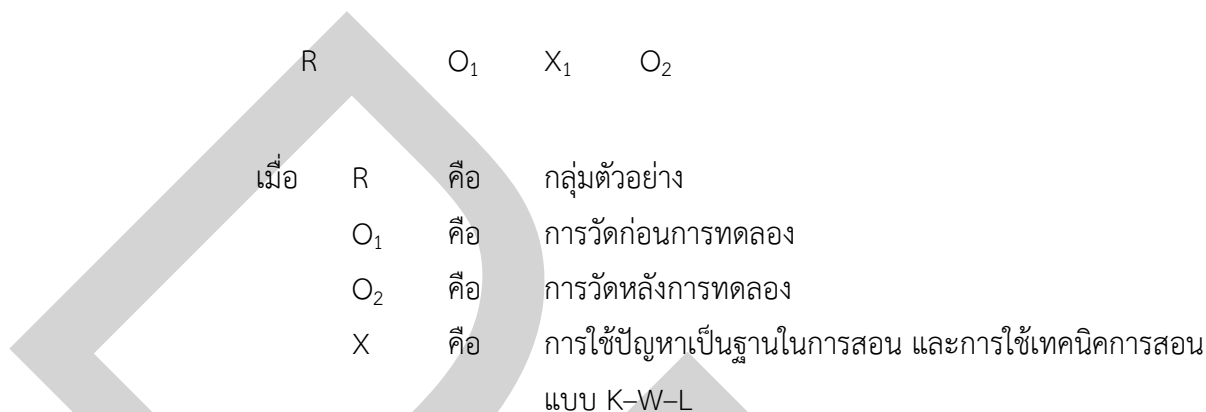 R O₁ X₁ O₂
เมื่อ R คือ กลุ่มตัวอย่าง
O₁ คือ การวัดก่อนการทดลอง
O₂ คือ การวัดหลังการทดลอง
X คือ การใช้ปัญหาเป็นฐานในการสอน และการใช้เทคนิคการสอน
แบบ K–W–L